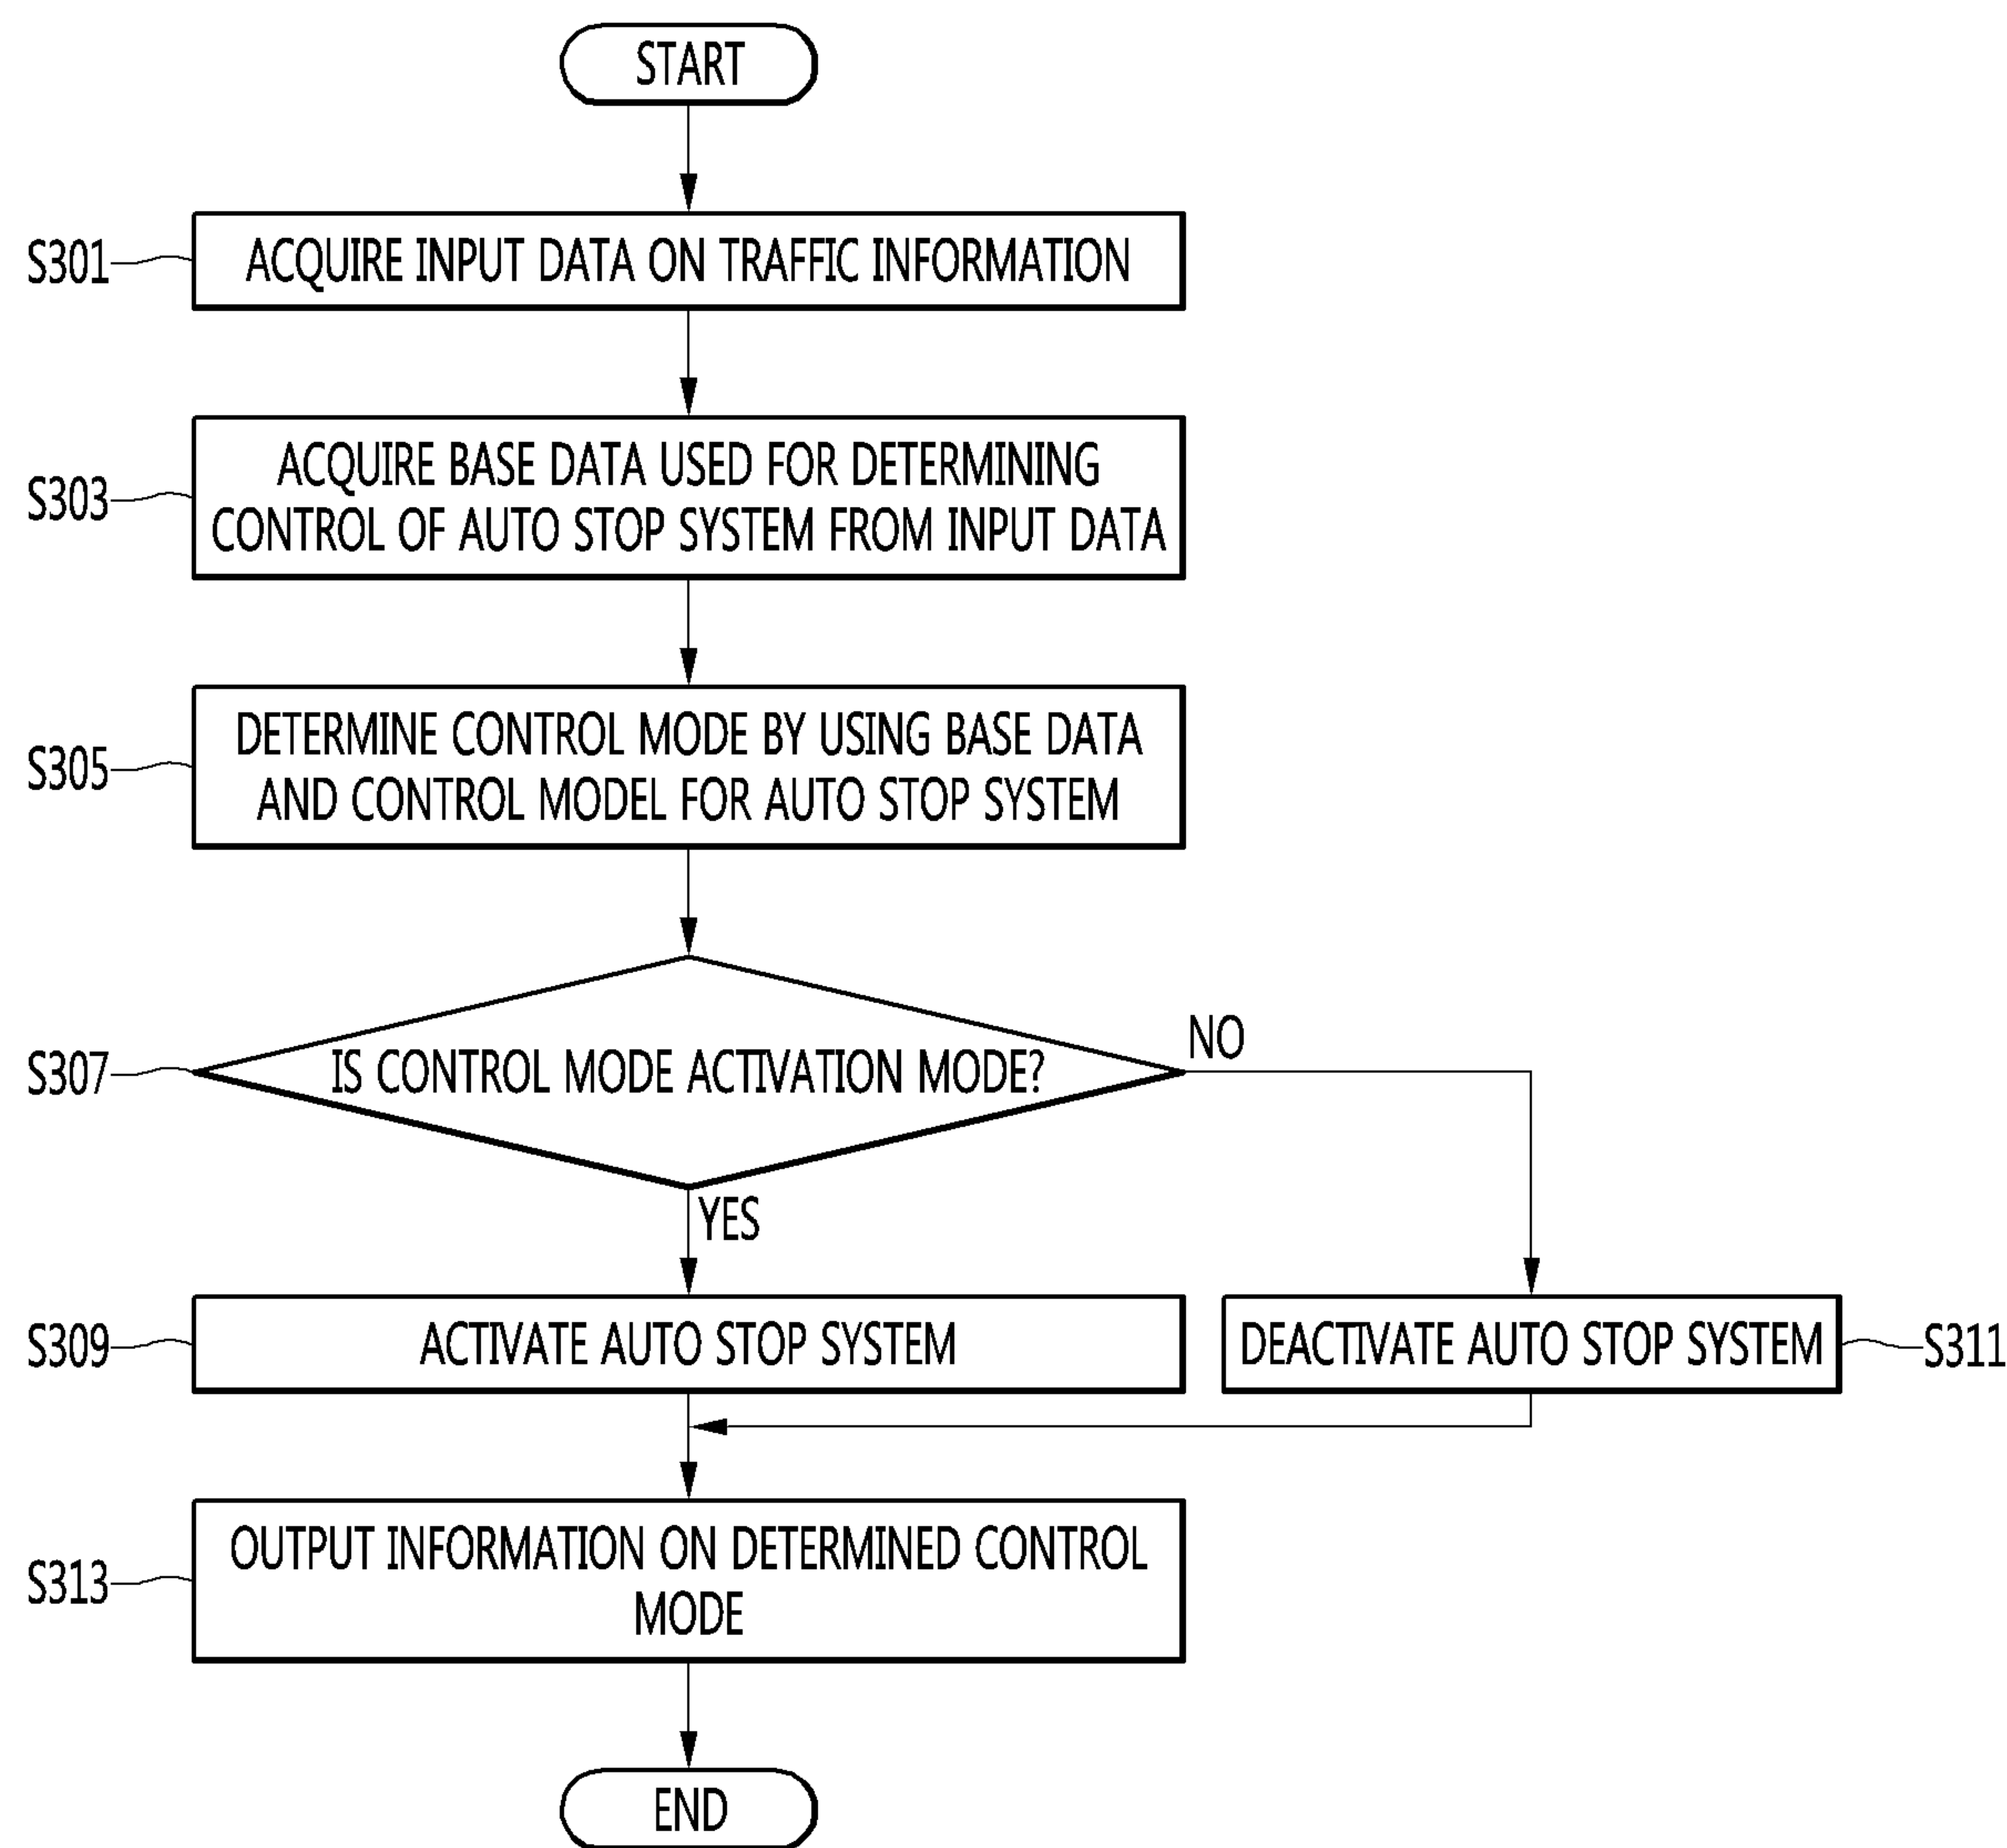 START
S301
ACQUIRE INPUT DATA ON TRAFFIC INFORMATION
S303
ACQUIRE BASE DATA USED FOR DETERMINING
CONTROL OF AUTO STOP SYSTEM FROM INPUT DATA
S305
DETERMINE CONTROL MODE BY USING BASE DATA
AND CONTROL MODEL FOR AUTO STOP SYSTEM
S307
IS CONTROL MODE ACTIVATION MODE?
NO
YES
S309
ACTIVATE AUTO STOP SYSTEM
DEACTIVATE AUTO STOP SYSTEM
S311
S313
OUTPUT INFORMATION ON DETERMINED CONTROL
MODE
END